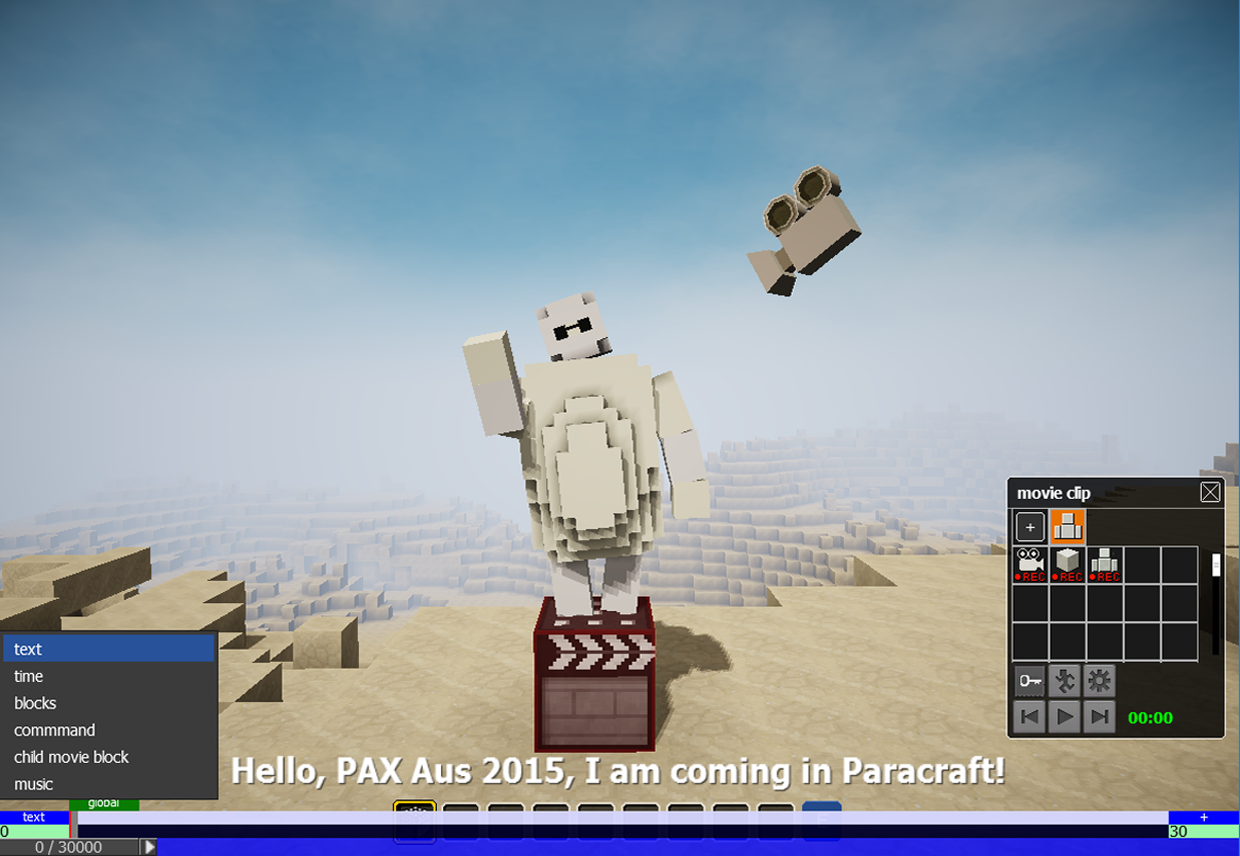 movie clip
+
REC
REC
REC
00:00
text
time
blocks
commmand
child movie block
music
Hello, PAX Aus 2015, I am coming in Paracraft!
global
text
+
0
30
0 / 30000